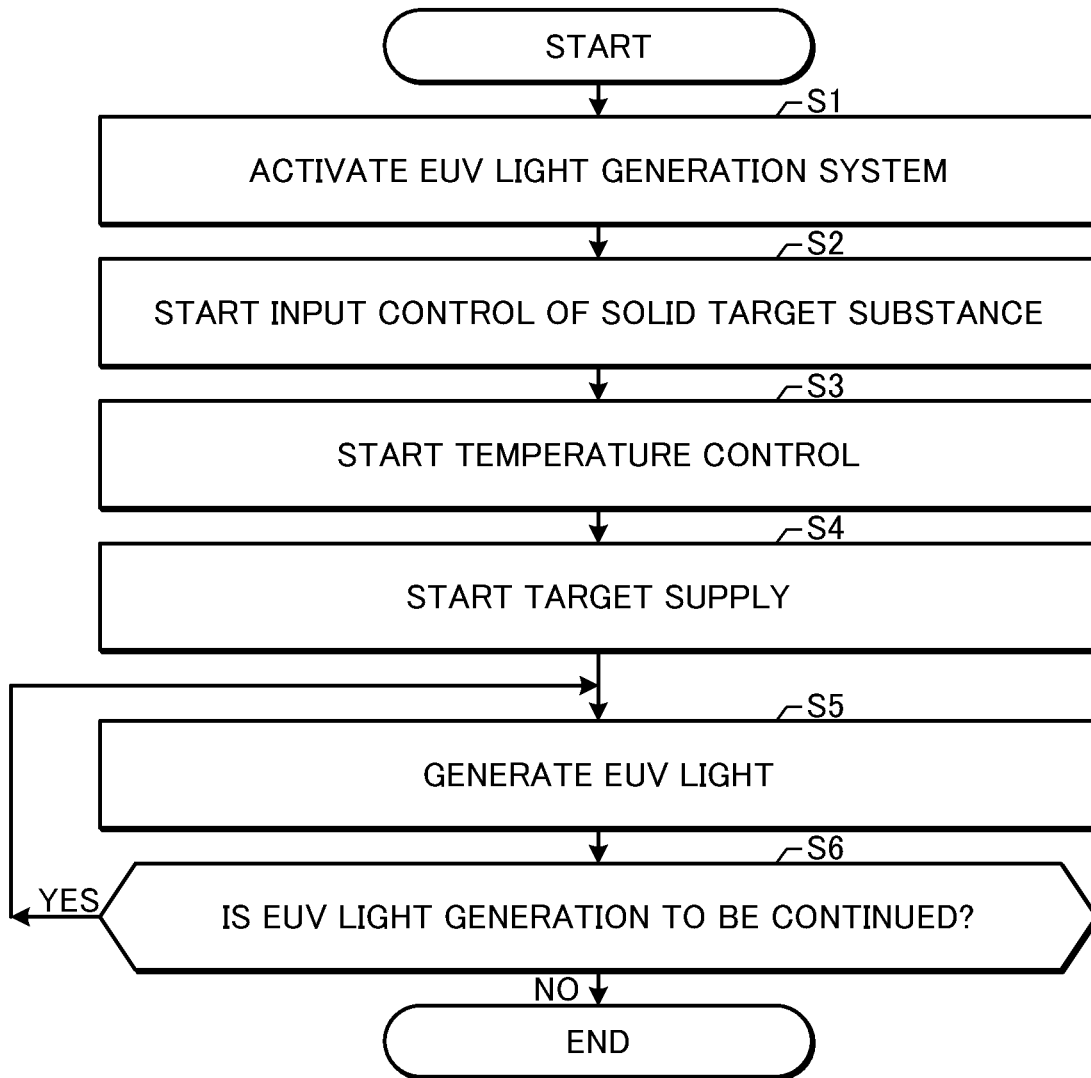 START
S1
ACTIVATE EUV LIGHT GENERATION SYSTEM
S2
START INPUT CONTROL OF SOLID TARGET SUBSTANCE
S3
START TEMPERATURE CONTROL
S4
START TARGET SUPPLY
S5
GENERATE EUV LIGHT
S6
YES
IS EUV LIGHT GENERATION TO BE CONTINUED?
NO
END